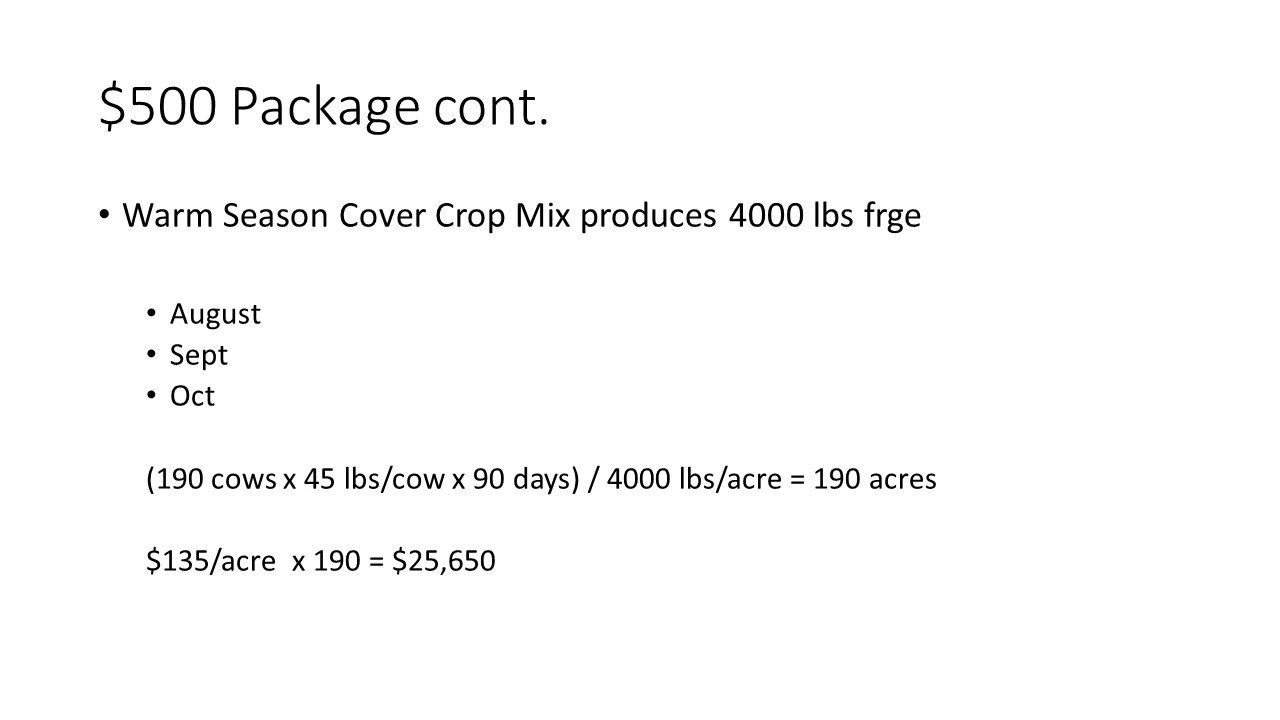 $500 Package cont.
• Warm Season Cover Crop Mix produces 4000 lbs frge
• August
• Sept
• Oct
(190 cows x 45 lbs/cow x 90 days) / 4000 lbs/acre = 190 acres
$135/acre  x 190 = $25,650